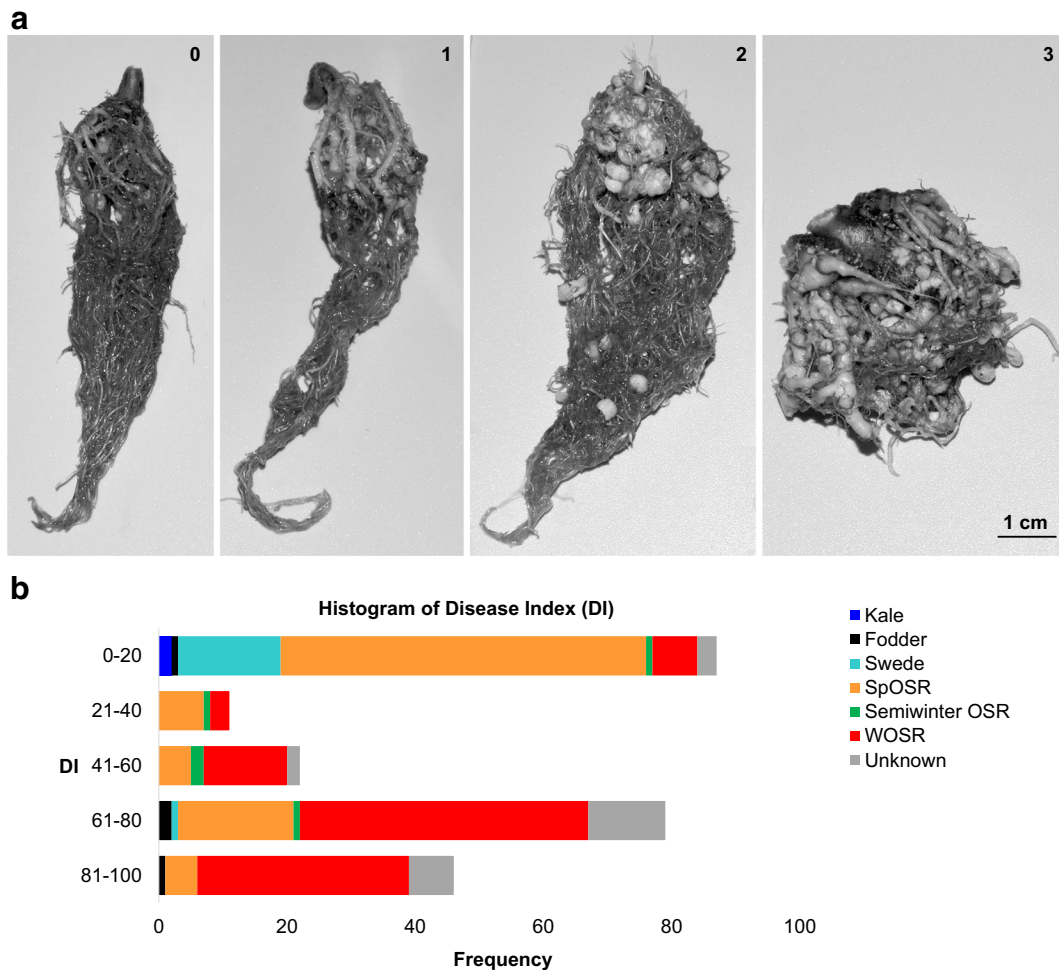 a
0
1
2
3
1 cm
b
Histogram of Disease Index (DI)
Kale
Fodder
Swede
SpOSR
Semiwinter OSR
WOSR
Unknown
0-20
21-40
DI 41-60
61-80
81-100
0 20 40 60 80 100
Frequency